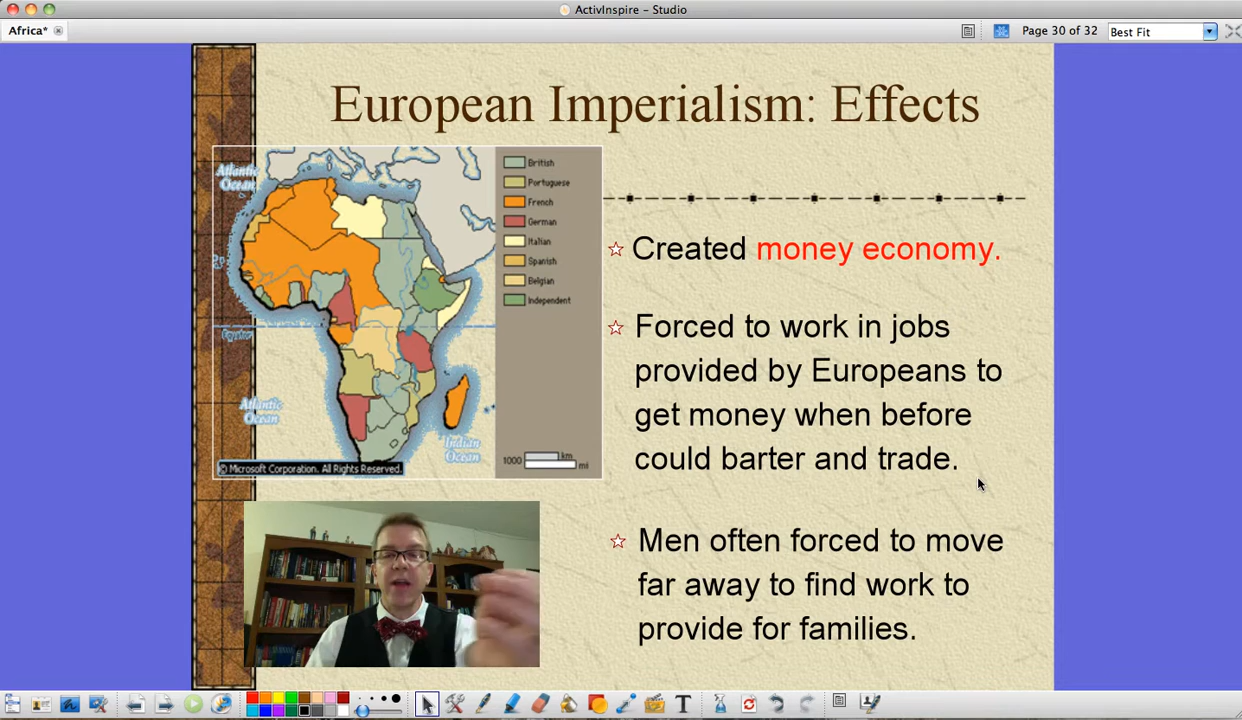 ActivInspire - Studio
Africa*
Page 30 of 32
Best Fit
European Imperialism: Effects
Atlantic
Ocean
British
Portuguese
French
German
Italian
Spanish
Belgian
Independent
Atlantic
Ocean
Indian
Ocean
1000
km
mi
© Microsoft Corporation. All Rights Reserved.
Created money economy.
Forced to work in jobs
provided by Europeans to
get money when before
could barter and trade.
Men often forced to move
far away to find work to
provide for families.
T